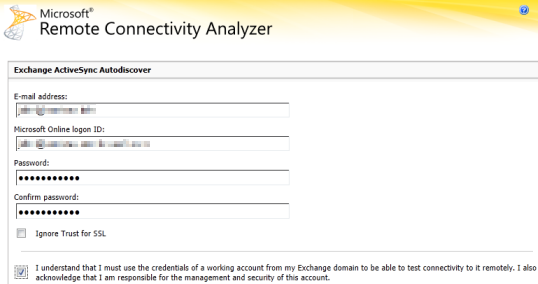 Microsoft®
Remote Connectivity Analyzer
Exchange ActiveSync Autodiscover
E-mail address:
Microsoft Online logon ID:
Password:
●●●●●●●●●●●
Confirm password:
●●●●●●●●●●●
Ignore Trust for SSL
I understand that I must use the credentials of a working account from my Exchange domain to be able to test connectivity to it remotely. I also
acknowledge that I am responsible for the management and security of this account.